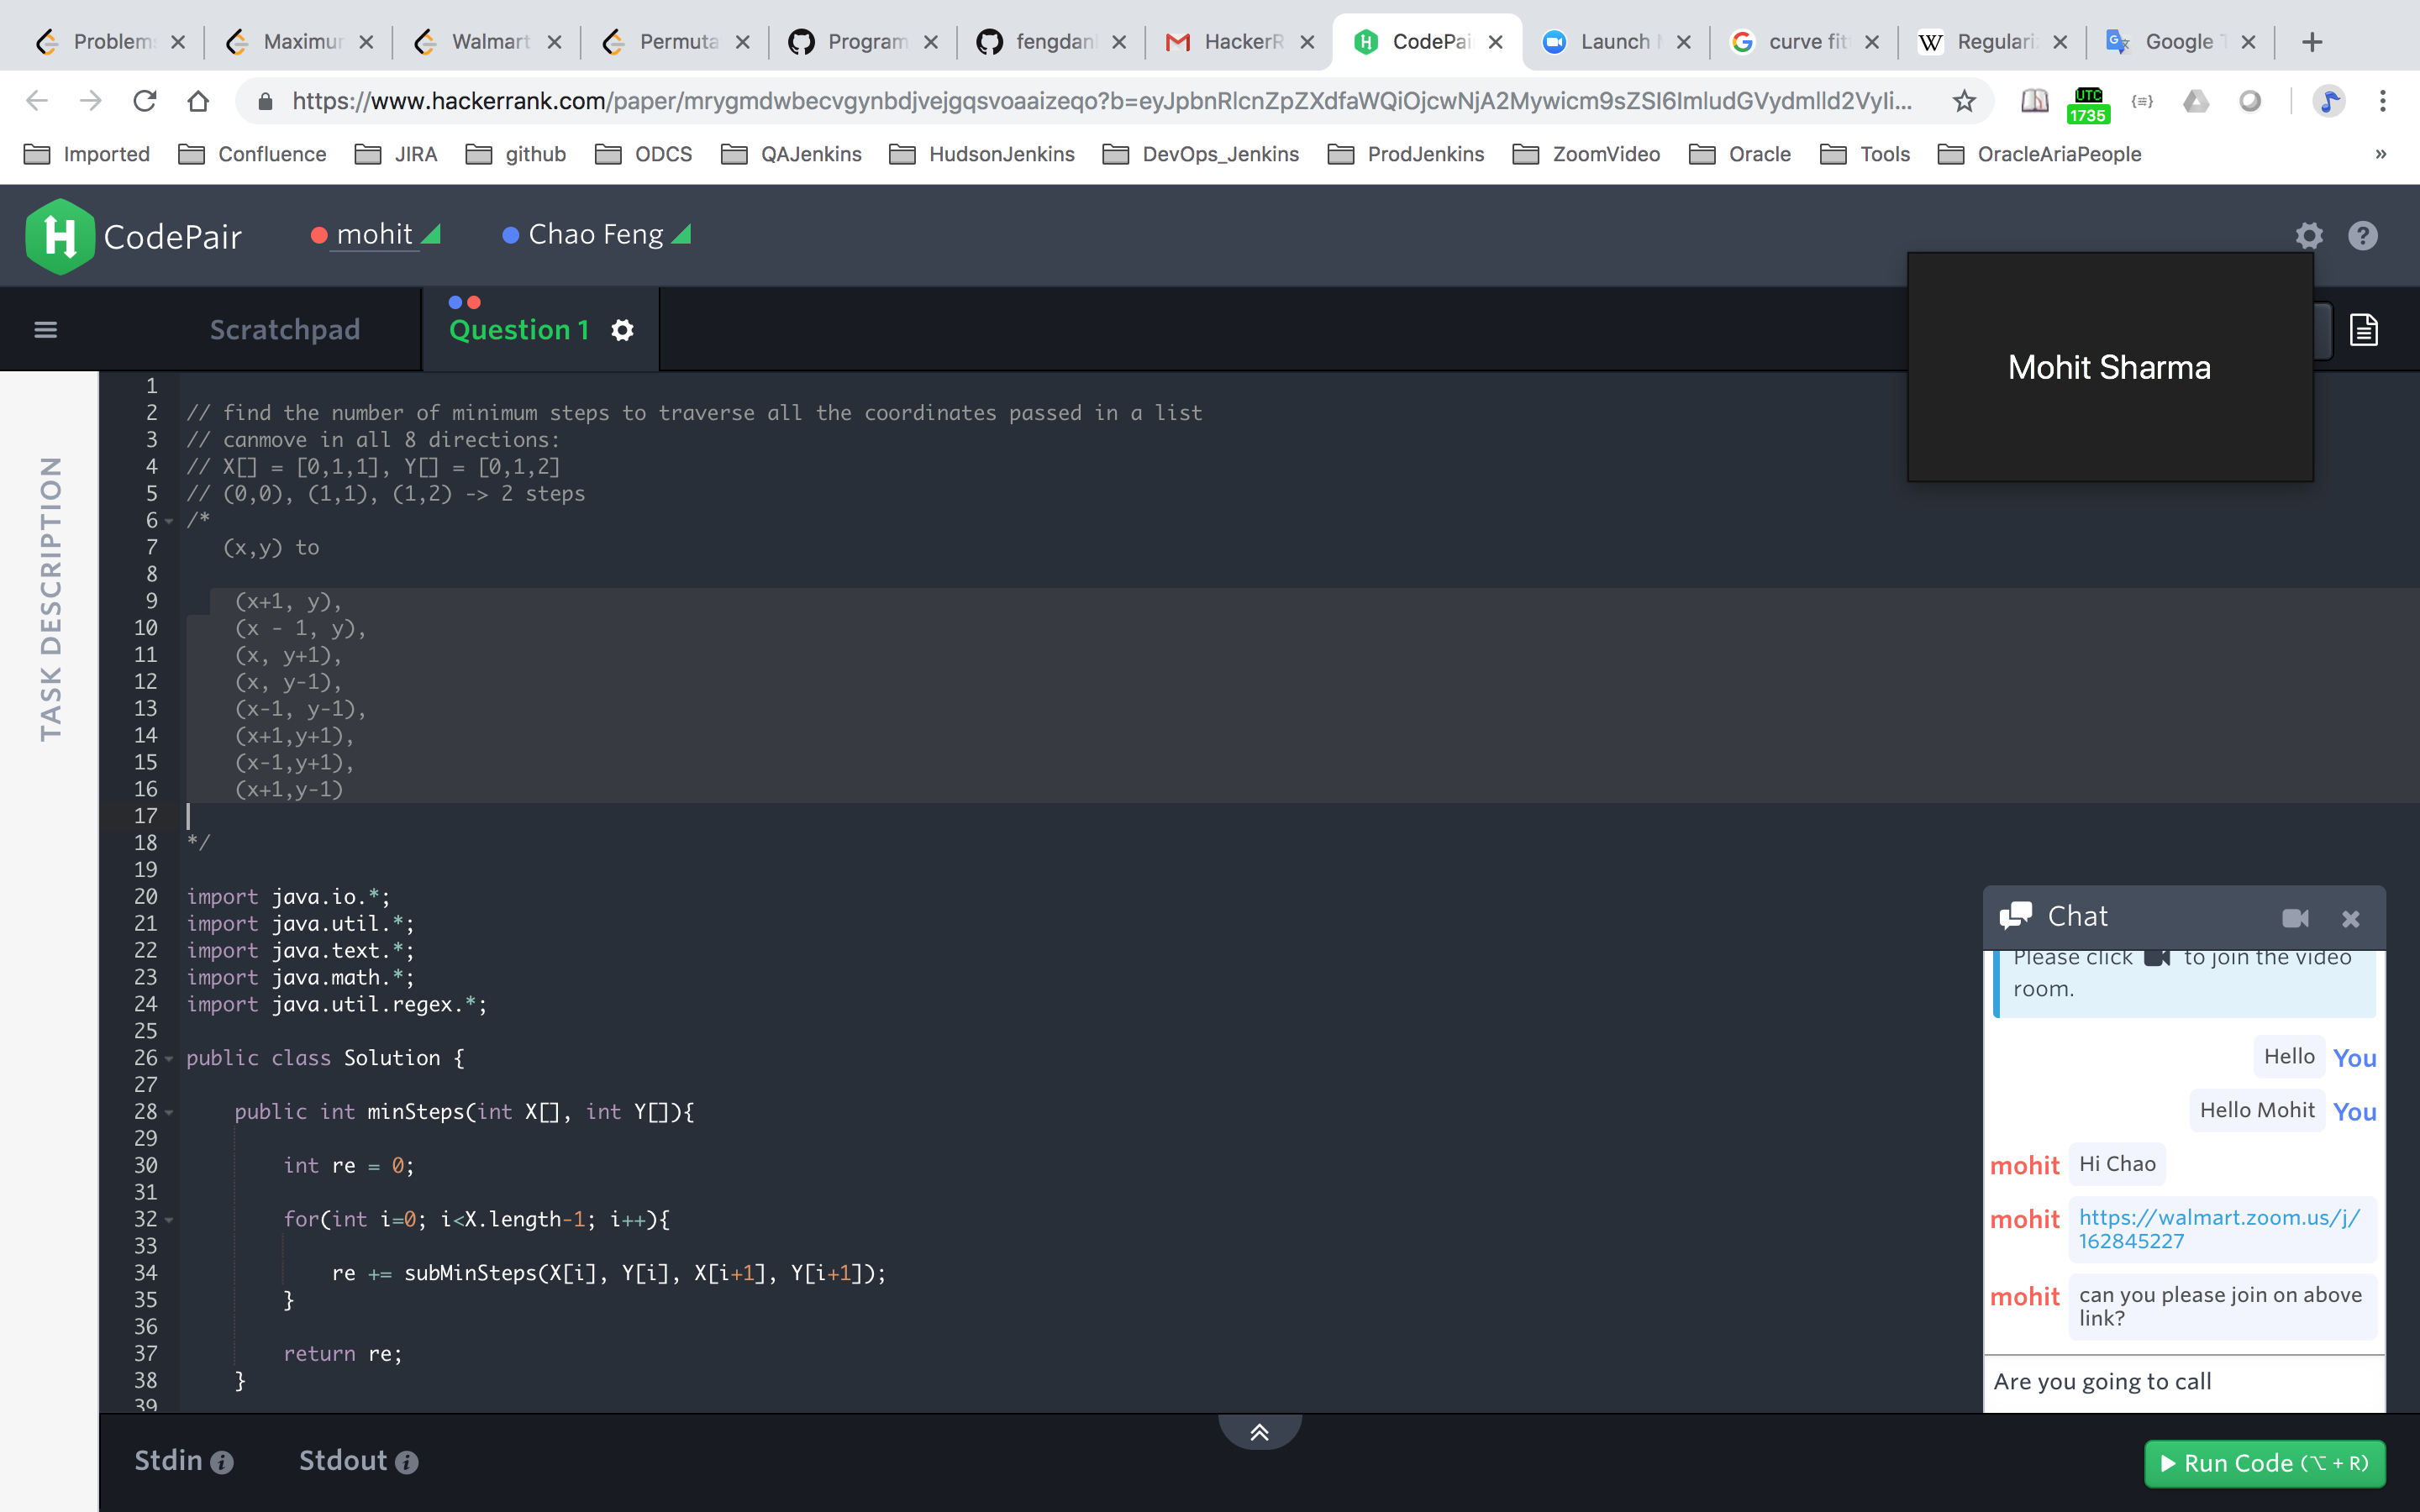 Problem
Maximur
Walmart
Permuta
Program
fengdan
HackerR
CodePai
Launch
curve fit
Regulari
Google
https://www.hackerrank.com/paper/mrygmdwbecvgynbdjvejgqsvoaaizeqo?b=eyJpbnRlcnZpZXdfaWQiOjcwNjA2Mywicm9sZSI6ImludGVydmlld2VyIi...
UTC
1735
Imported
Confluence
JIRA
github
ODCS
QAJenkins
HudsonJenkins
DevOps_Jenkins
ProdJenkins
ZoomVideo
Oracle
Tools
OracleAriaPeople
»
H CodePair
mohit
Chao Feng
Scratchpad
Question 1
Mohit Sharma
TASK DESCRIPTION
1
2 // find the number of minimum steps to traverse all the coordinates passed in a list
3 // canmove in all 8 directions:
4 // X[] = [0,1,1], Y[] = [0,1,2]
5 // (0,0), (1,1), (1,2) -> 2 steps
6 /*
7 (x,y) to
8
9 (x+1, y),
10 (x - 1, y),
11 (x, y+1),
12 (x, y-1),
13 (x-1, y-1),
14 (x+1,y+1),
15 (x-1,y+1),
16 (x+1,y-1)
17
18 */
19
20 import java.io.*;
21 import java.util.*;
22 import java.text.*;
23 import java.math.*;
24 import java.util.regex.*;
25
26 public class Solution {
27
28 public int minSteps(int X[], int Y[]){
29
30 int re = 0;
31
32 for(int i=0; i<X.length-1; i++){
33
34 re += subMinSteps(X[i], Y[i], X[i+1], Y[i+1]);
35 }
36
37 return re;
38 }
39
Chat
Please click to join the video
room.
Hello You
Hello Mohit You
mohit Hi Chao
mohit https://walmart.zoom.us/j/
162845227
mohit can you please join on above
link?
Are you going to call
Stdin
Stdout
Run Code (⌥ + R)